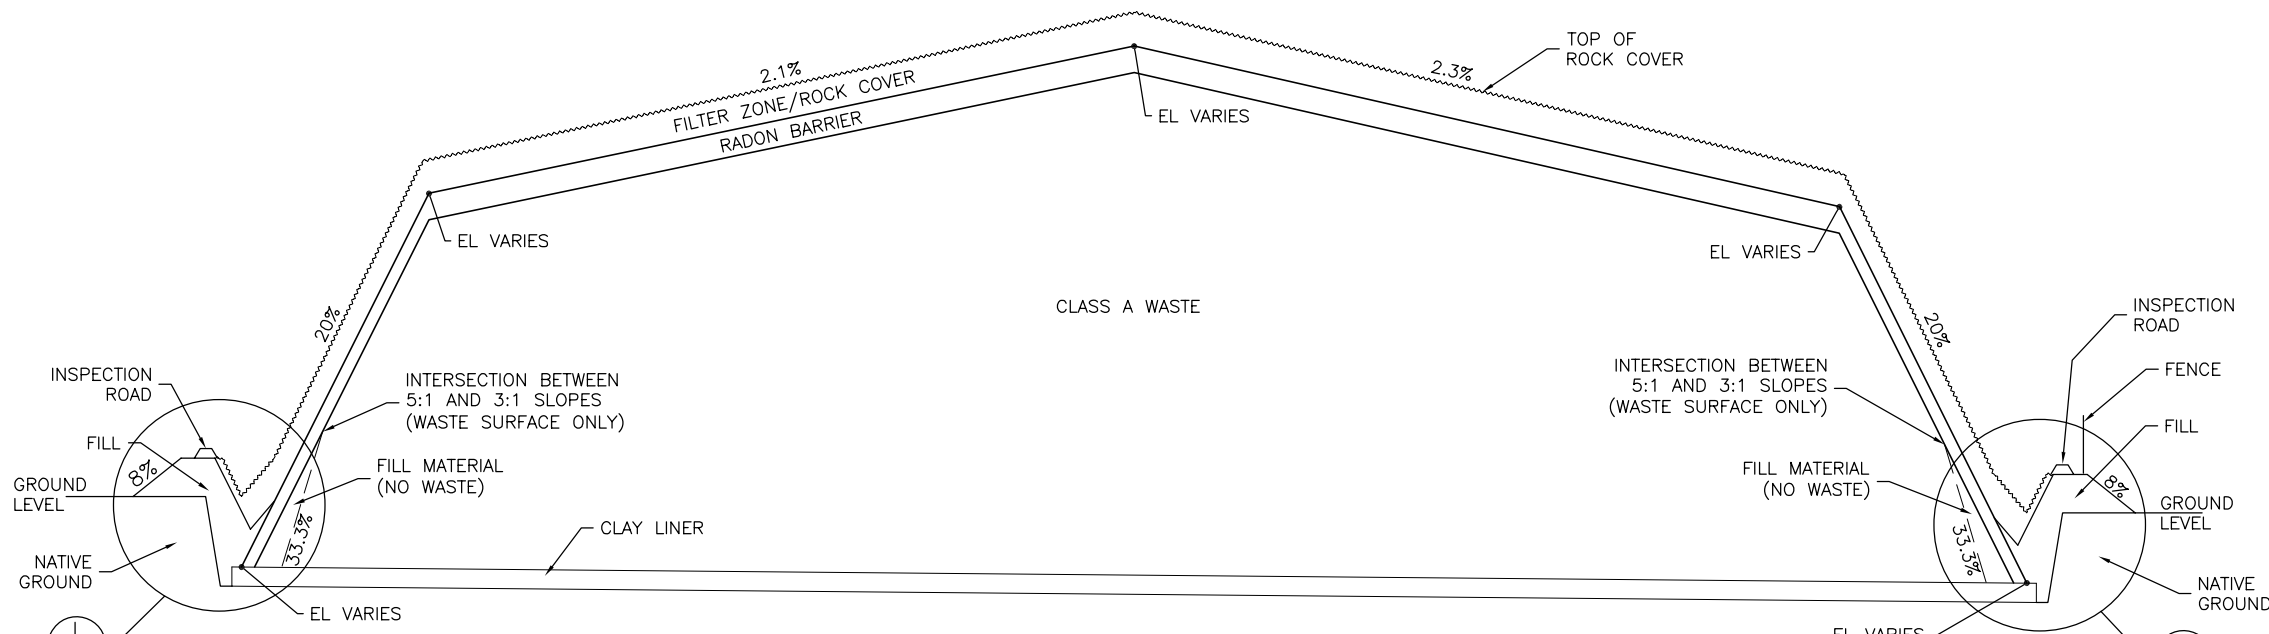 TOP OF
ROCK COVER
2.1%
2.3%
FILTER ZONE/ROCK COVER
RADON BARRIER
EL VARIES
EL VARIES
EL VARIES
CLASS A WASTE
20%
20%
INSPECTION
ROAD
INSPECTION
ROAD
INTERSECTION BETWEEN
5:1 AND 3:1 SLOPES
(WASTE SURFACE ONLY)
INTERSECTION BETWEEN
5:1 AND 3:1 SLOPES
(WASTE SURFACE ONLY)
FENCE
FILL
FILL
8%
8%
FILL MATERIAL
(NO WASTE)
FILL MATERIAL
(NO WASTE)
GROUND
LEVEL
GROUND
LEVEL
33.3%
33.3%
CLAY LINER
NATIVE
GROUND
NATIVE
GROUND
EL VARIES
EL VARIES